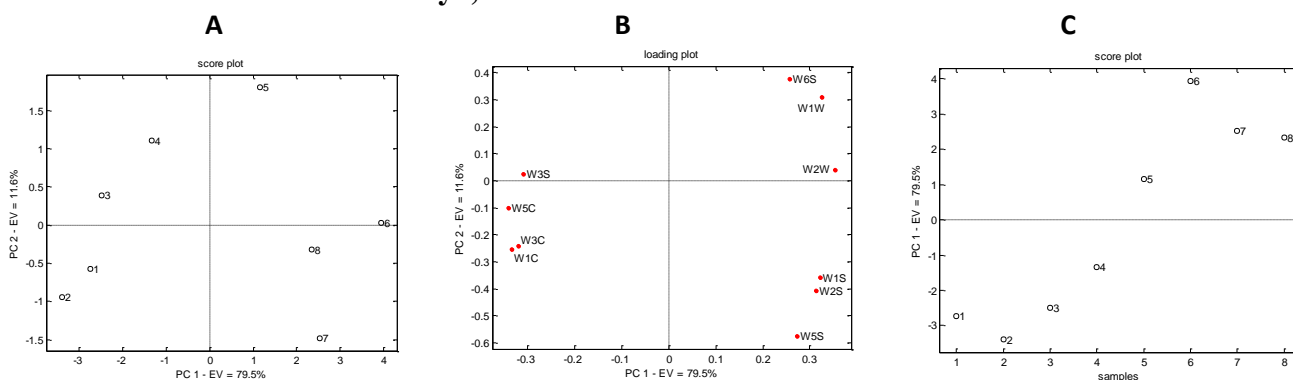 A
B
C
score plot
1.5
1
0.5
0
-0.5
-1
-1.5
PC 2 - EV = 11.6%
5
4
3
6
8
1
2
7
-3
-2
-1
0
1
2
3
4
PC 1 - EV = 79.5%
loading plot
0.4
0.3
0.2
0.1
0
-0.1
-0.2
-0.3
-0.4
-0.5
-0.6
PC 2 - EV = 11.6%
W6S
W1W
W3S
W2W
W5C
W3C
W1C
W1S
W2S
W5S
-0.3
-0.2
-0.1
0
0.1
0.2
0.3
PC 1 - EV = 79.5%
score plot
4
3
2
1
0
-1
-2
-3
PC 1 - EV = 79.5%
6
7
8
5
4
3
1
2
1
2
3
4
5
6
7
8
samples